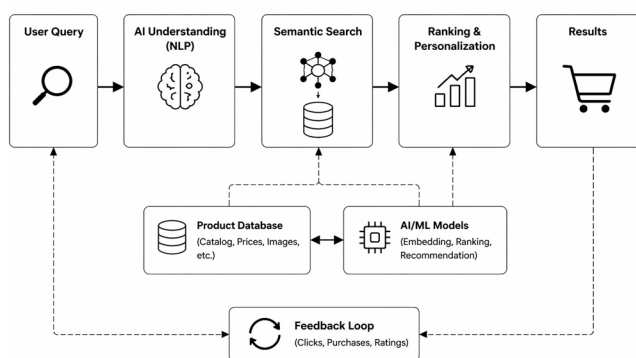 User Query
AI Understanding
(NLP)
Semantic Search
Ranking &
Personalization
Results
Product Database
(Catalog, Prices, Images,
etc.)
AI/ML Models
(Embedding, Ranking,
Recommendation)
Feedback Loop
(Clicks, Purchases, Ratings)